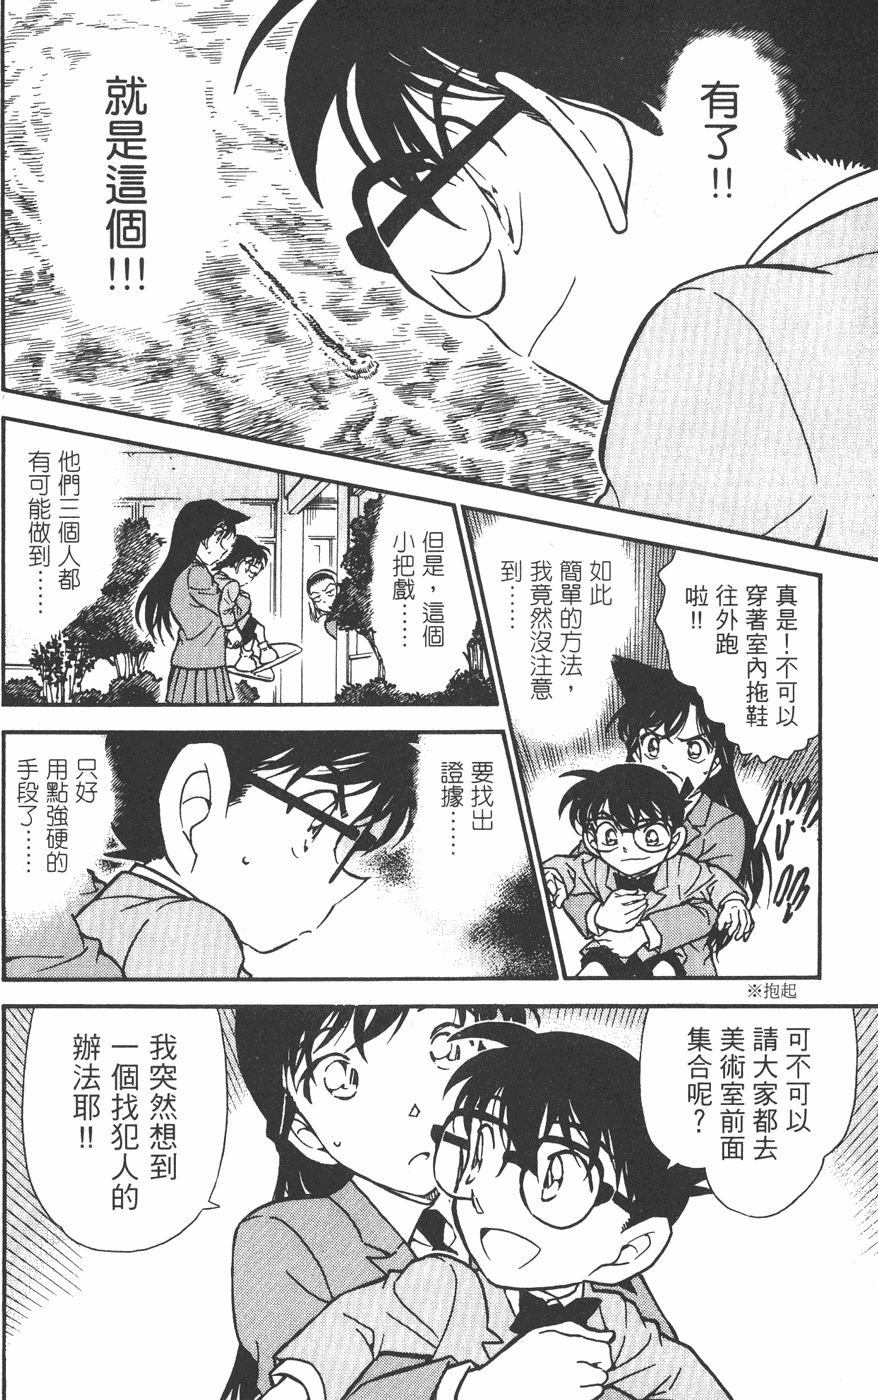 有了!!
就是這個!!!
真是!不可以
穿著室內拖鞋
往外跑
啦!!
如此
簡單的方法，
我竟然沒注意
到……
※抱起
但是，這個
小把戲……
他們三個人都
有可能做到……
要找出
證據……
只好
用點強硬的
手段了……
可不可以
請大家都去
美術室前面
集合呢?
我突然想到
一個找犯人的
辦法耶!!